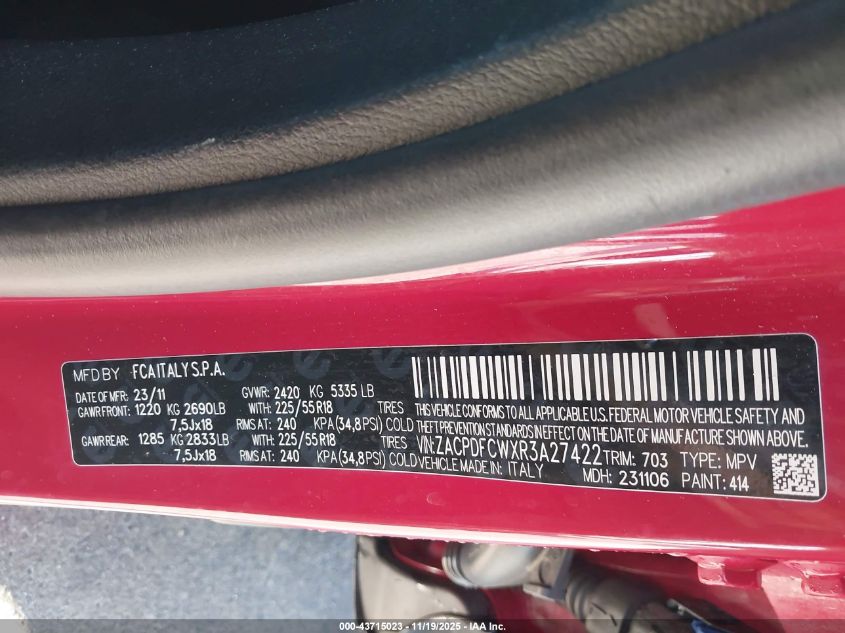 MFD BY FCA ITALY S.P.A.
DATE OF MFR: 23/11 GVWR: 2420 KG 5335 LB
GAWR FRONT: 1220 KG 2690LB WITH: 225/55R18 TIRES
7,5Jx18 RIMS AT: 240 KPA(34,8PSI) COLD
GAWR REAR: 1285 KG 2833LB WITH: 225/55R18 TIRES
7,5Jx18 RIMS AT: 240 KPA(34,8PSI) COLD
THIS VEHICLE CONFORMS TO ALL APPLICABLE U.S. FEDERAL MOTOR VEHICLE SAFETY AND
THEFT PREVENTION STANDARDS IN EFFECT ON THE DATE OF MANUFACTURE SHOWN ABOVE.
VIN: ZACPDFCWXR3A27422 TRIM: 703 TYPE: MPV
VEHICLE MADE IN: ITALY MDH: 231106 PAINT: 414
000-43715023 - 11/19/2025 - IAA Inc.